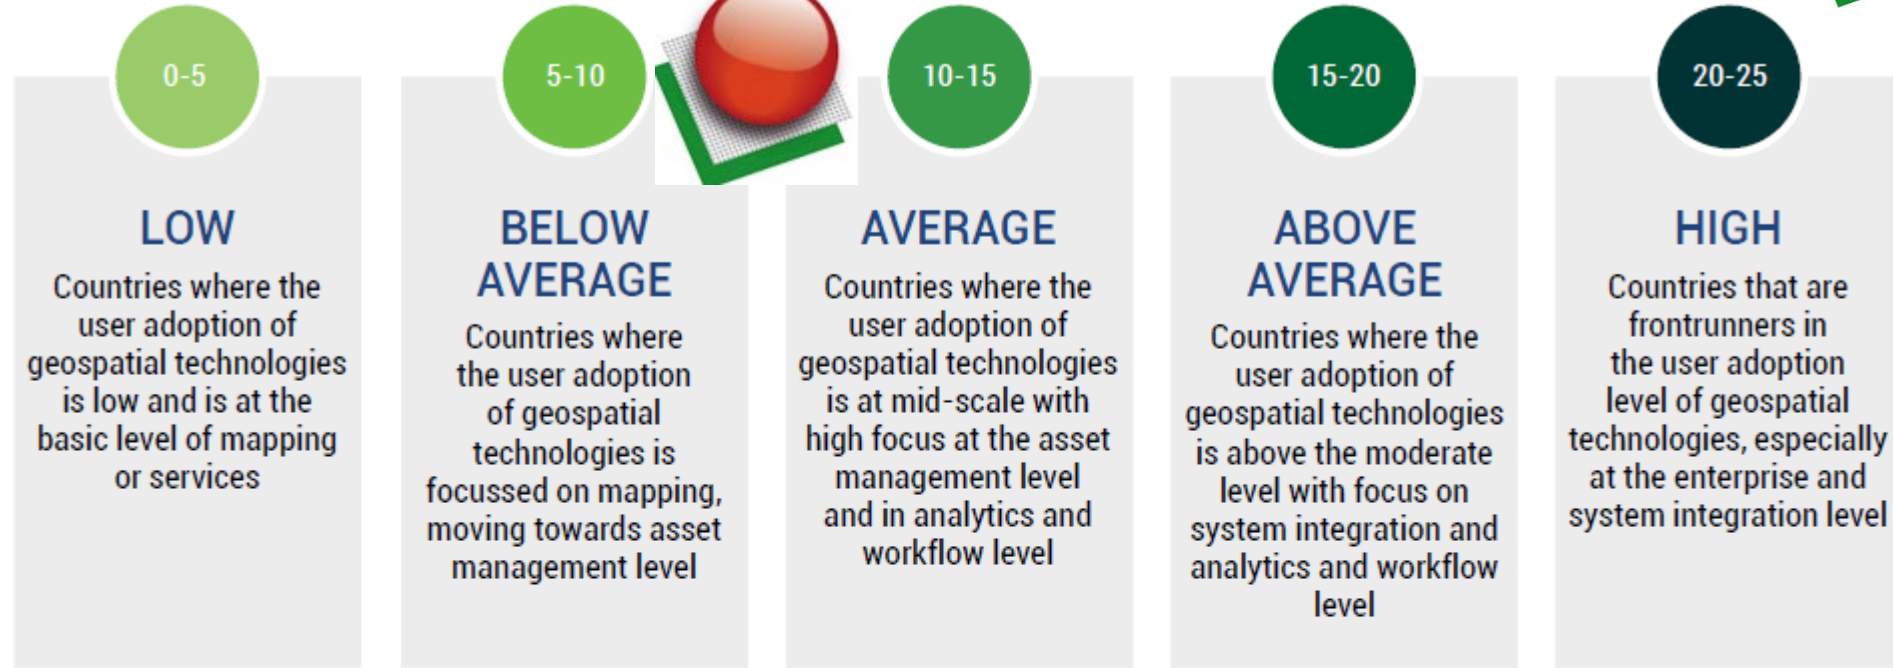 0-5
LOW
Countries where the
user adoption of
geospatial technologies
is low and is at the
basic level of mapping
or services
5-10
BELOW
AVERAGE
Countries where
the user adoption
of geospatial
technologies is
focussed on mapping,
moving towards asset
management level
10-15
AVERAGE
Countries where the
user adoption of
geospatial technologies
is at mid-scale with
high focus at the asset
management level
and in analytics and
workflow level
15-20
ABOVE
AVERAGE
Countries where the
user adoption of
geospatial technologies
is above the moderate
level with focus on
system integration and
analytics and workflow
level
20-25
HIGH
Countries that are
frontrunners in
the user adoption
level of geospatial
technologies, especially
at the enterprise and
system integration level